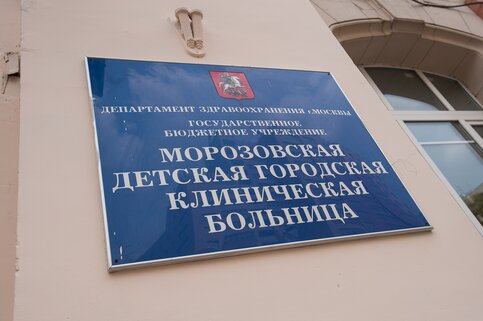 ДЕПАРТАМЕНТ ЗДРАВООХРАНЕНИЯ г.МОСКВЫ
ГОСУДАРСТВЕННОЕ
БЮДЖЕТНОЕ УЧРЕЖДЕНИЕ
МОРОЗОВСКАЯ
ДЕТСКАЯ ГОРОДСКАЯ
КЛИНИЧЕСКАЯ
БОЛЬНИЦА